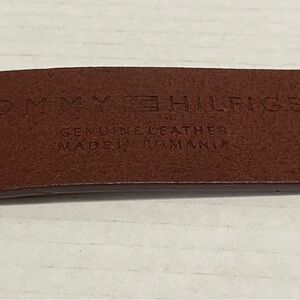 OMMY HILFIGE
GENUINE LEATHER
MADE IN ROMANIA